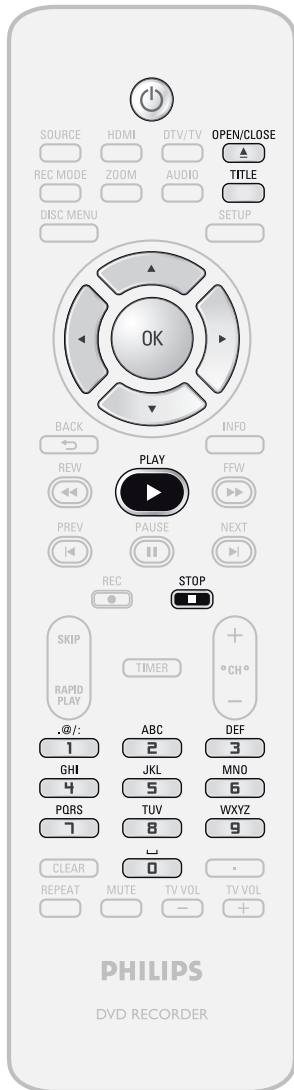 SOURCE HDMI DTV/TV OPEN/CLOSE
REC MODE ZOOM AUDIO TITLE
DISC MENU SETUP
OK
BACK INFO
REW PLAY FFW
PREV PAUSE NEXT
REC STOP
SKIP +
TIMER °CH°
RAPID
PLAY −
.@/: ABC DEF
1 2 3
GHI JKL MNO
4 5 6
PQRS TUV WXYZ
7 8 9
␣
CLEAR 0 .
REPEAT MUTE TV VOL TV VOL
− +
PHILIPS
DVD RECORDER